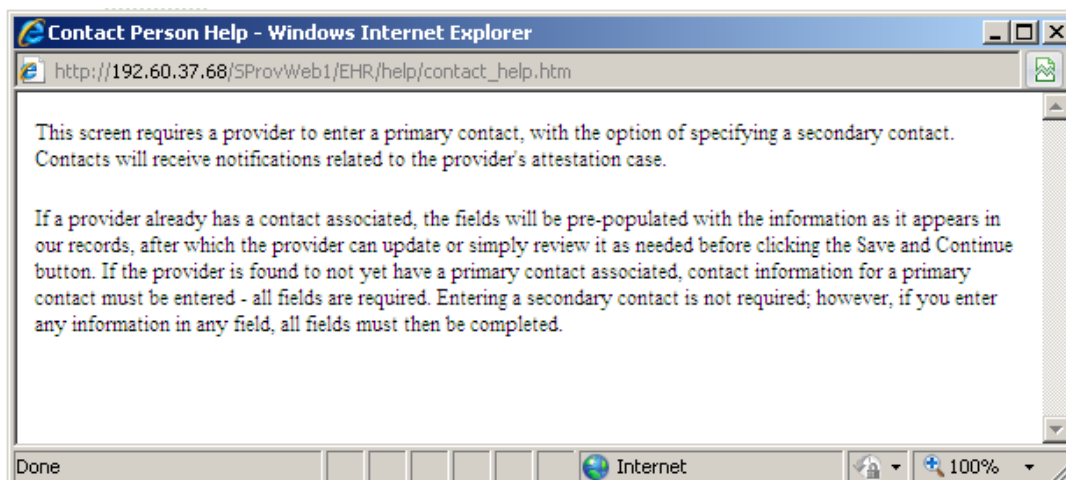 Contact Person Help - Windows Internet Explorer
http://192.60.37.68/SProvWeb1/EHR/help/contact_help.htm
This screen requires a provider to enter a primary contact, with the option of specifying a secondary contact.
Contacts will receive notifications related to the provider's attestation case.
If a provider already has a contact associated, the fields will be pre-populated with the information as it appears in
our records, after which the provider can update or simply review it as needed before clicking the Save and Continue
button. If the provider is found to not yet have a primary contact associated, contact information for a primary
contact must be entered - all fields are required. Entering a secondary contact is not required; however, if you enter
any information in any field, all fields must then be completed.
Done Internet 100%